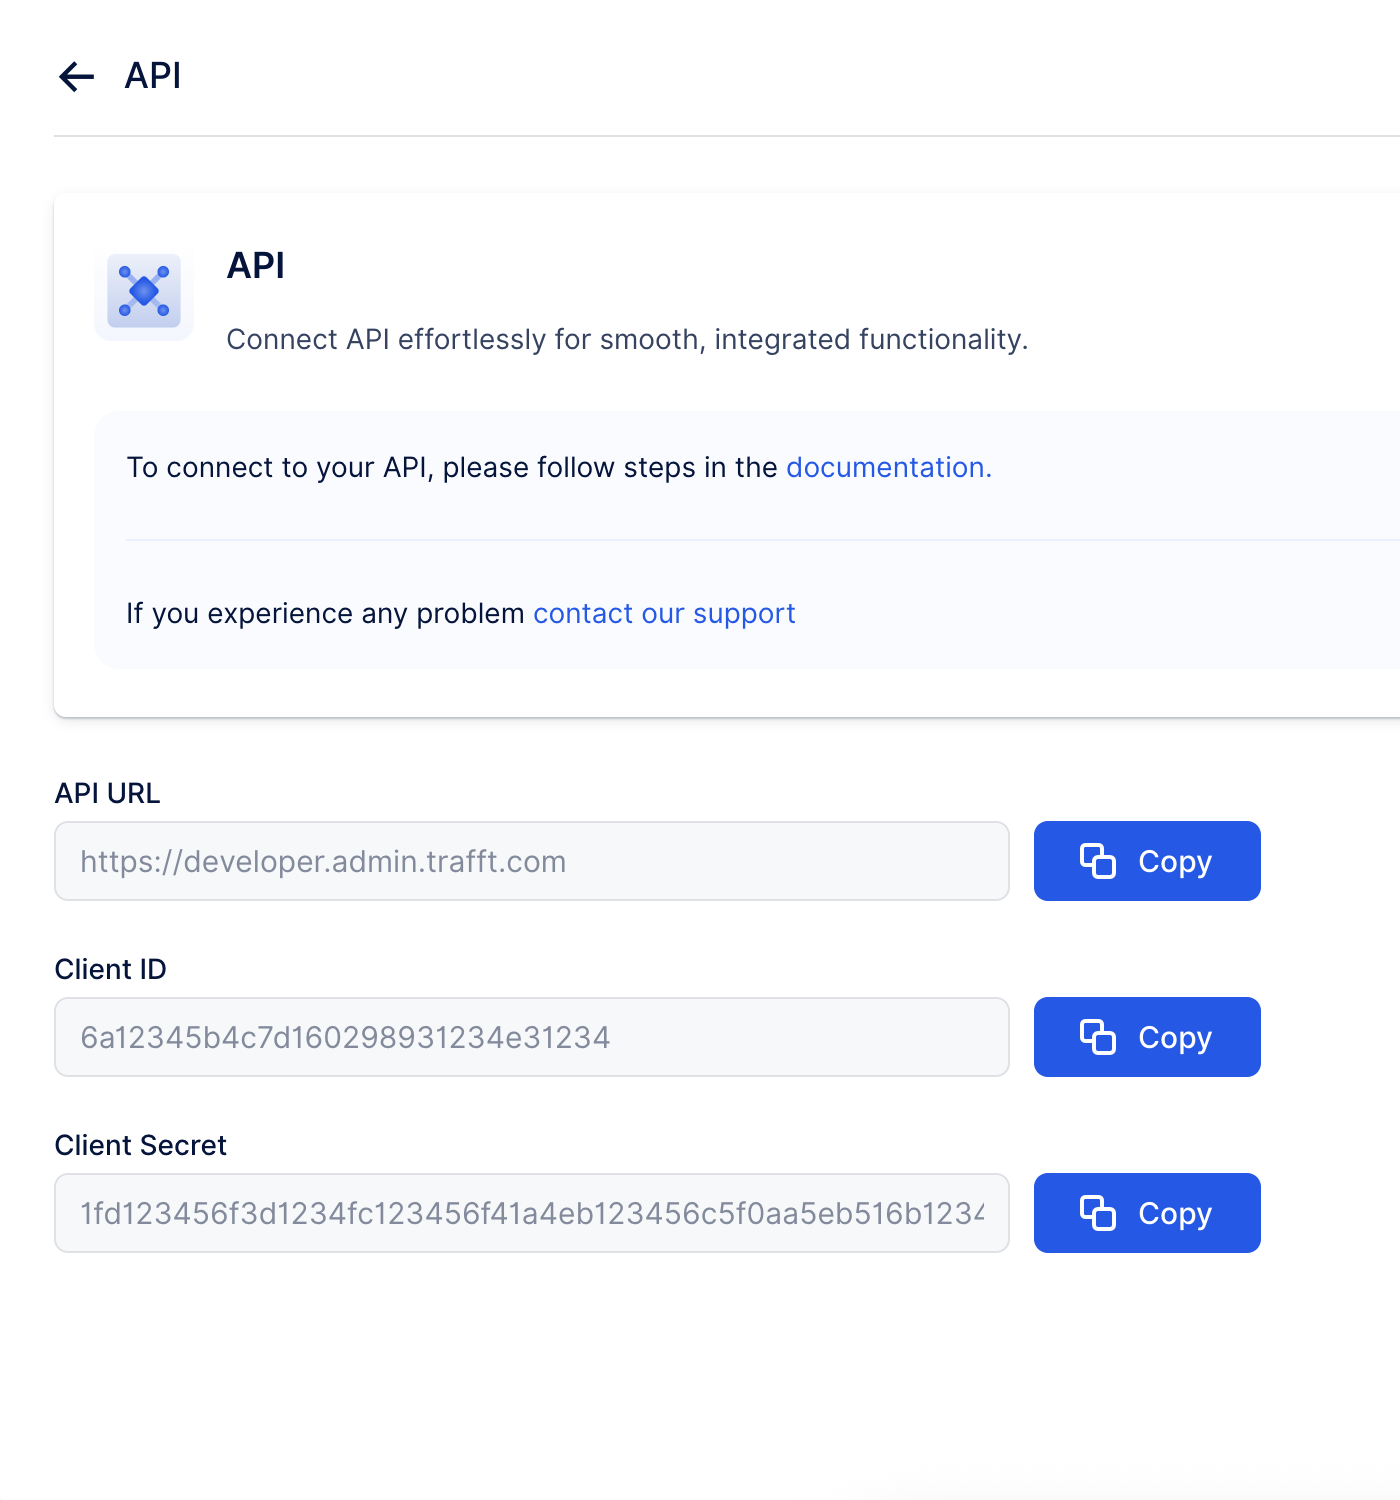 API
API
Connect API effortlessly for smooth, integrated functionality.
To connect to your API, please follow steps in the documentation.
If you experience any problem contact our support
API URL
https://developer.admin.trafft.com
Copy
Client ID
6a12345b4c7d160298931234e31234
Copy
Client Secret
1fd123456f3d1234fc123456f41a4eb123456c5f0aa5eb516b1234
Copy